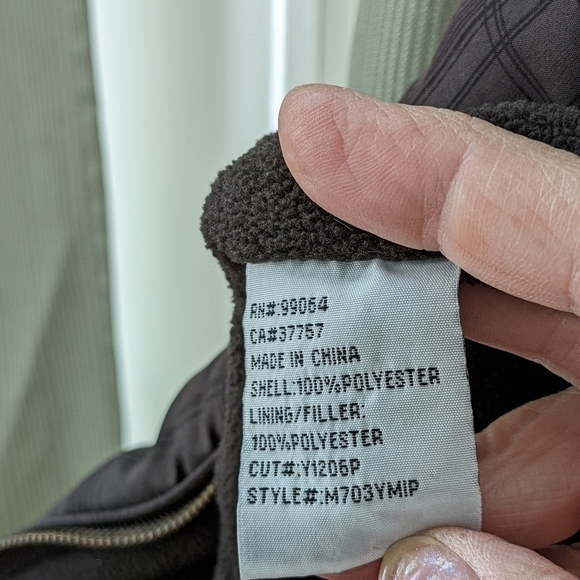 RN#:99064
CA#37757
MADE IN CHINA
SHELL:100%POLYESTER
LINING/FILLER:
100%POLYESTER
CUT#:Y1206P
STYLE#:M703YMIP